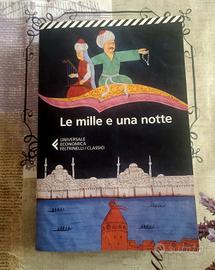 Le mille e una notte
UNIVERSALE
ECONOMICA
FELTRINELLI / CLASSICI